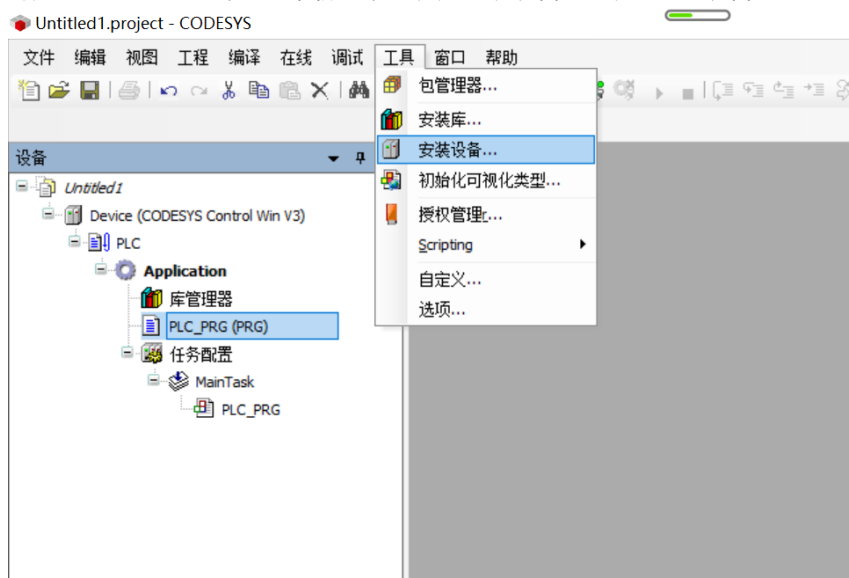 Untitled1.project - CODESYS
文件 编辑 视图 工程 编译 在线 调试 工具 窗口 帮助
包管理器...
安装库...
安装设备...
初始化可视化类型...
授权管理r...
Scripting
自定义...
选项...
设备
Untitled1
Device (CODESYS Control Win V3)
PLC
Application
库管理器
PLC_PRG (PRG)
任务配置
MainTask
PLC_PRG